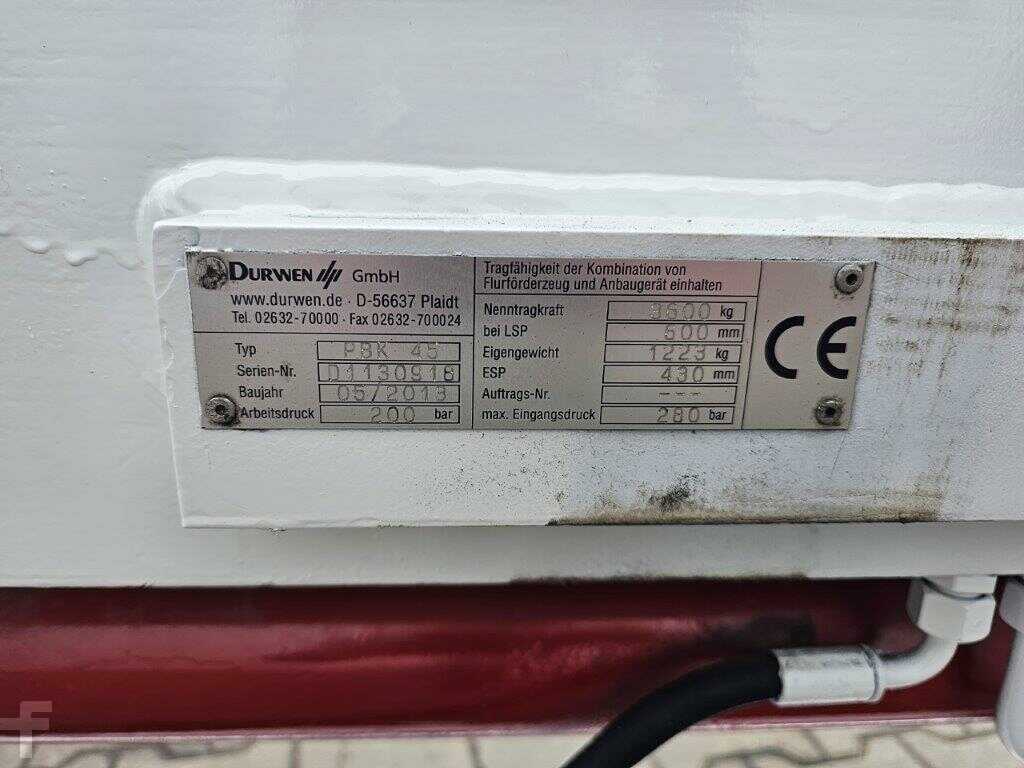 DURWEN GmbH
www.durwen.de · D-56637 Plaidt
Tel. 02632-70000 · Fax 02632-700024
Typ PBK 45
Serien-Nr. D1130916
Baujahr 05/2013
Arbeitsdruck 200 bar
Tragfähigkeit der Kombination von
Flurförderzeug und Anbaugerät einhalten
Nenntragkraft kg
bei LSP 500 mm
Eigengewicht 1223 kg
ESP 430 mm
Auftrags-Nr. ---
max. Eingangsdruck 280 bar
CE